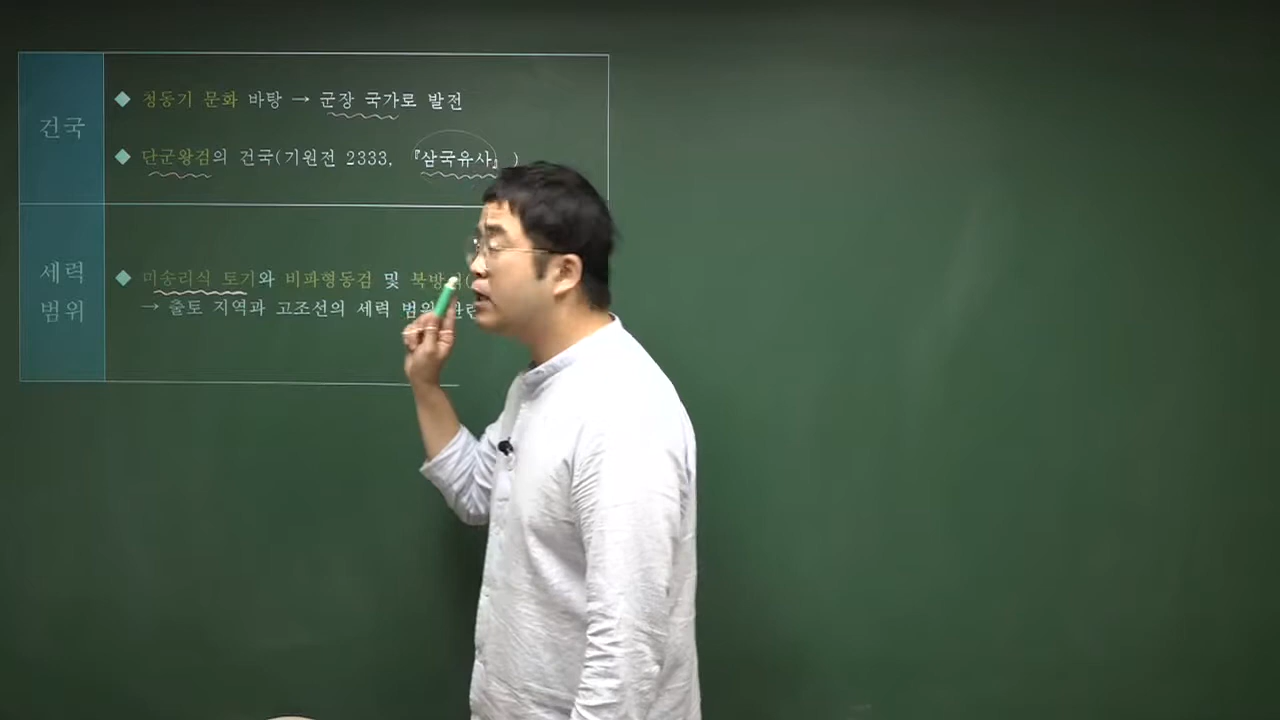 건국
◆ 청동기 문화 바탕 → 군장 국가로 발전
◆ 단군왕검의 건국(기원전 2333, 『삼국유사』)
세력
범위
◆ 미송리식 토기와 비파형동검 및
→ 출토 지역과 고조선의 세력 범위